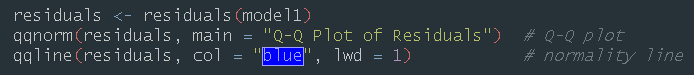 residuals <- residuals(model1)
qqnorm(residuals, main = "Q-Q Plot of Residuals")  # Q-Q plot
qqline(residuals, col = "blue", lwd = 1)           # normality line